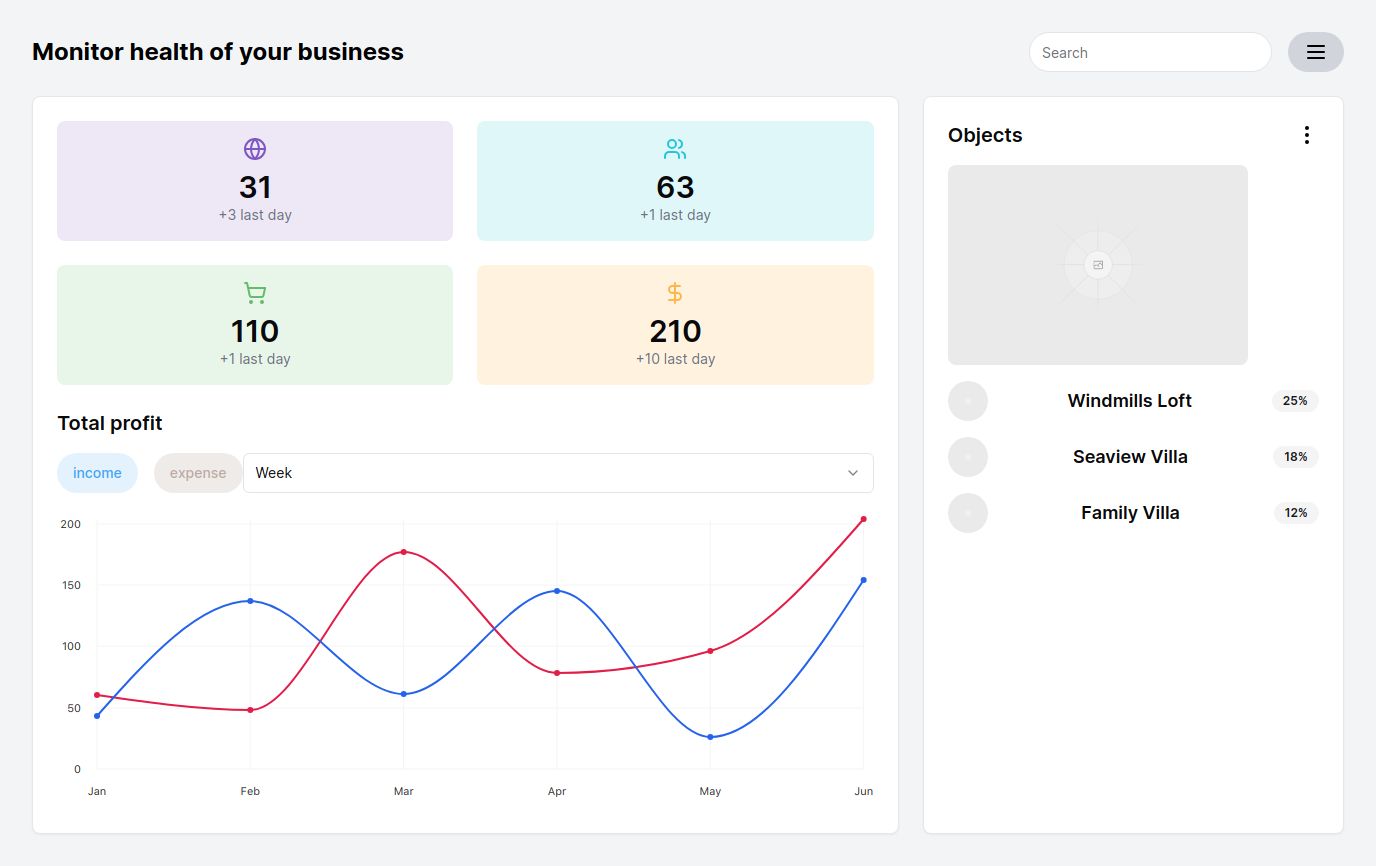 Monitor health of your business
Search
31
+3 last day
63
+1 last day
110
+1 last day
210
+10 last day
Total profit
income
expense
Week
200
150
100
50
0
Jan
Feb
Mar
Apr
May
Jun
Objects
Windmills Loft
25%
Seaview Villa
18%
Family Villa
12%